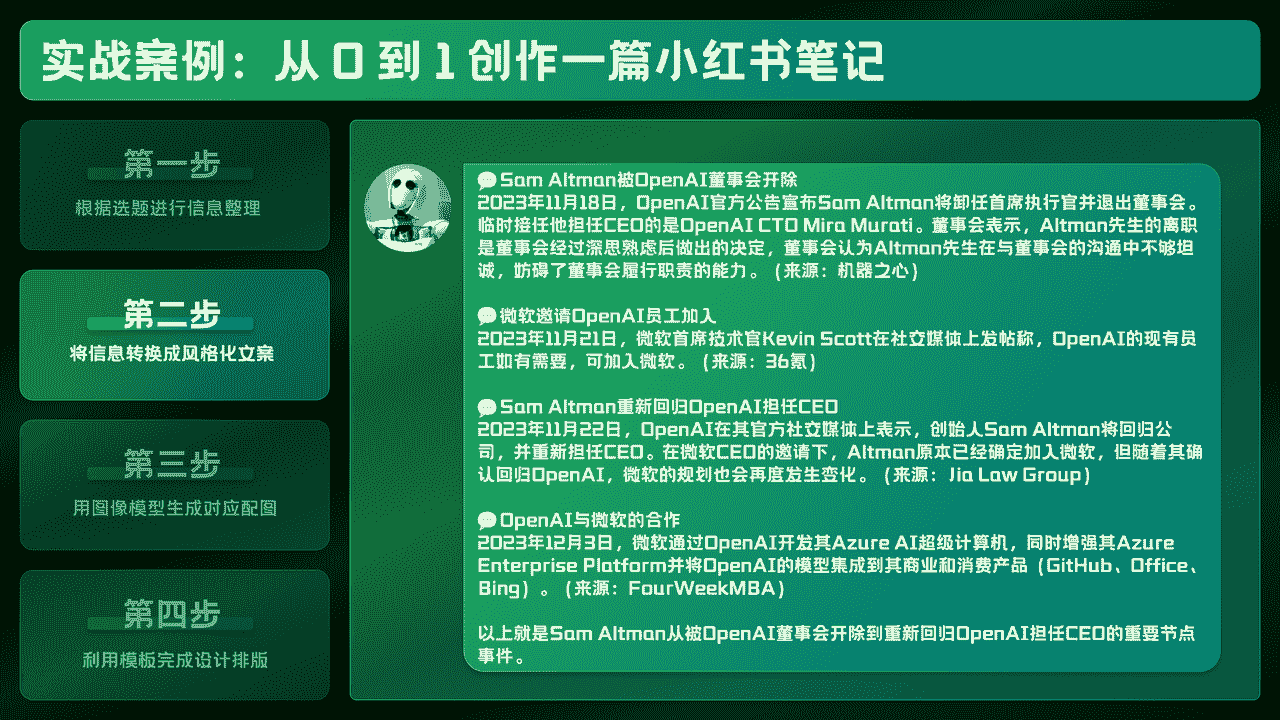 实战案例：从 0 到 1 创作一篇小红书笔记
第一步
根据选题进行信息整理
第二步
将信息转换成风格化文案
第三步
用图像模型生成对应配图
第四步
利用模板完成设计排版
💬Sam Altman被OpenAI董事会开除
2023年11月18日，OpenAI官方公告宣布Sam Altman将卸任首席执行官并退出董事会。
临时接任他担任CEO的是OpenAI CTO Mira Murati。董事会表示，Altman先生的离职
是董事会经过深思熟虑后做出的决定，董事会认为Altman先生在与董事会的沟通中不够坦
诚，妨碍了董事会履行职责的能力。（来源：机器之心）
💬微软邀请OpenAI员工加入
2023年11月21日，微软首席技术官Kevin Scott在社交媒体上发帖称，OpenAI的现有员
工如有需要，可加入微软。（来源：36氪）
💬Sam Altman重新回归OpenAI担任CEO
2023年11月22日，OpenAI在其官方社交媒体上表示，创始人Sam Altman将回归公
司，并重新担任CEO。在微软CEO的邀请下，Altman原本已经确定加入微软，但随着其确
认回归OpenAI，微软的规划也会再度发生变化。（来源：Jia Law Group）
💬OpenAI与微软的合作
2023年12月3日，微软通过OpenAI开发其Azure AI超级计算机，同时增强其Azure
Enterprise Platform并将OpenAI的模型集成到其商业和消费产品（GitHub、Office、
Bing）。（来源：FourWeekMBA）
以上就是Sam Altman从被OpenAI董事会开除到重新回归OpenAI担任CEO的重要节点
事件。